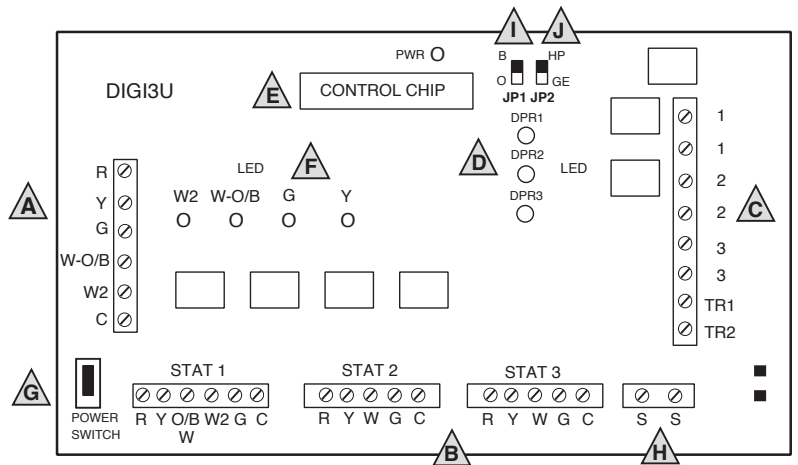 I J
PWR
B HP
DIGI3U
E CONTROL CHIP
O GE
JP1 JP2
1
DPR1
D
1
DPR2
LED F LED
R
2
W2 W-O/B G Y
DPR3
A Y
2 C
G
3
W-O/B
3
W2
TR1
C
TR2
STAT 1 STAT 2 STAT 3
G
POWER
SWITCH
R Y O/B W2 G C
W
R Y W G C
R Y W G C
S S
B H